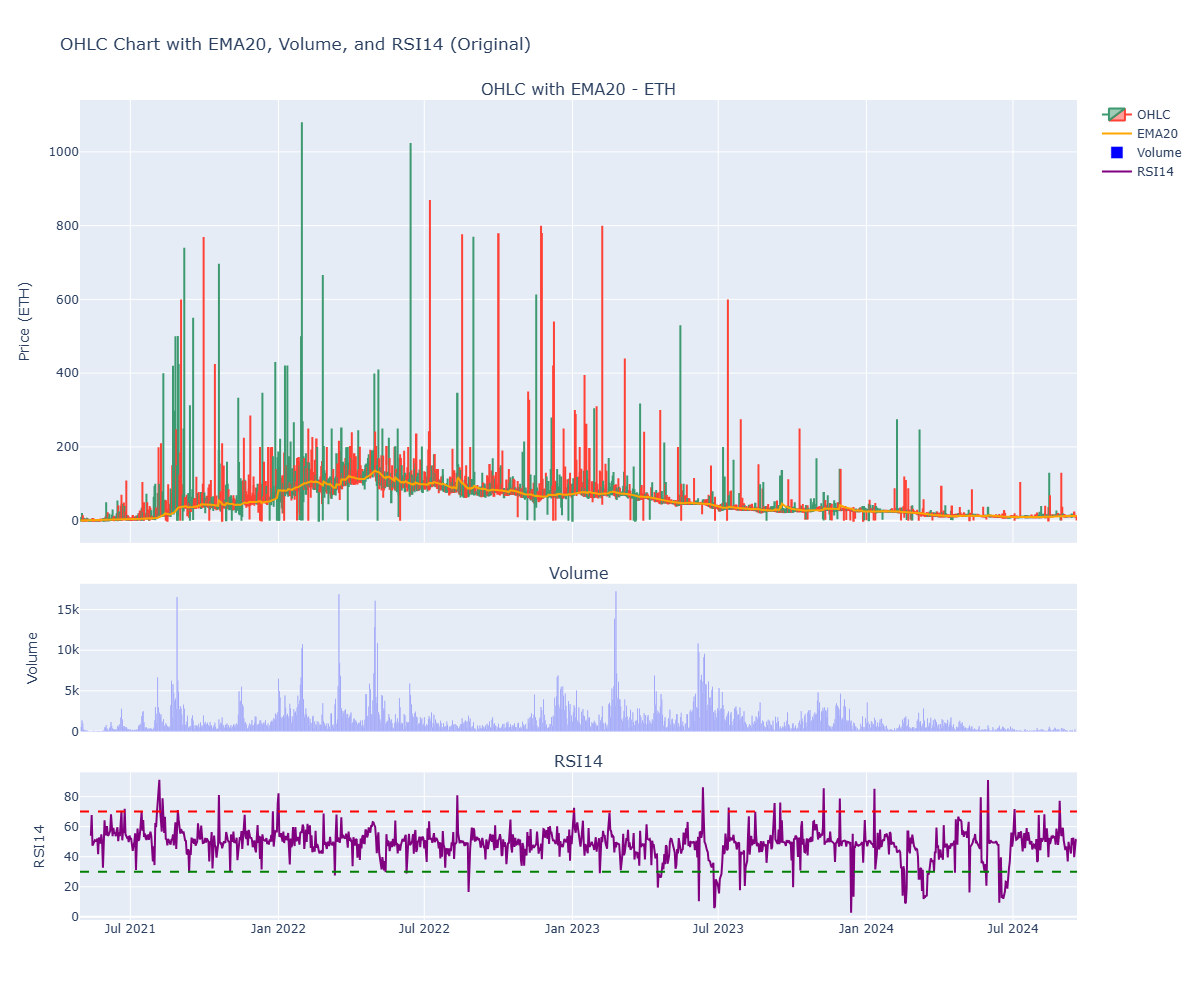 OHLC Chart with EMA20, Volume, and RSI14 (Original)
OHLC with EMA20 - ETH
OHLC
EMA20
Volume
RSI14
Price (ETH)
1000
800
600
400
200
0
Volume
Volume
15k
10k
5k
0
RSI14
RSI14
80
60
40
20
0
Jul 2021
Jan 2022
Jul 2022
Jan 2023
Jul 2023
Jan 2024
Jul 2024